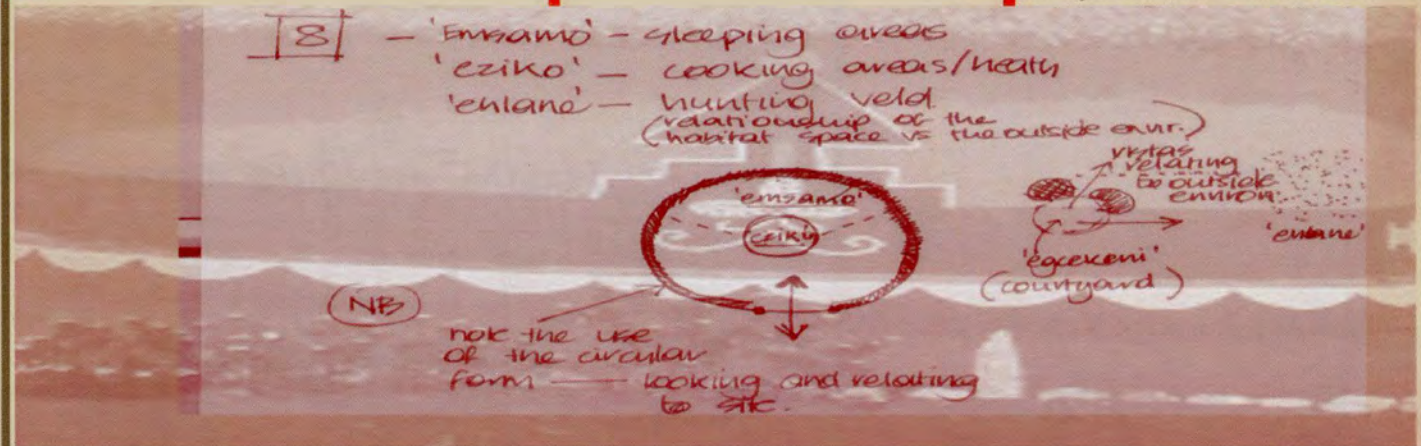 8 - 'Emsamo' - sleeping areas
'eziko' - cooking areas/heath
'enlane' - hunting veld
(relationship of the
habitat space vs the outside envir.)
vistas
relating
to outside
environ.
'emsamo'
eziko
'enlane'
'egcekeni'
(courtyard)
NB
note the use
of the circular
form — looking and relating
to site.